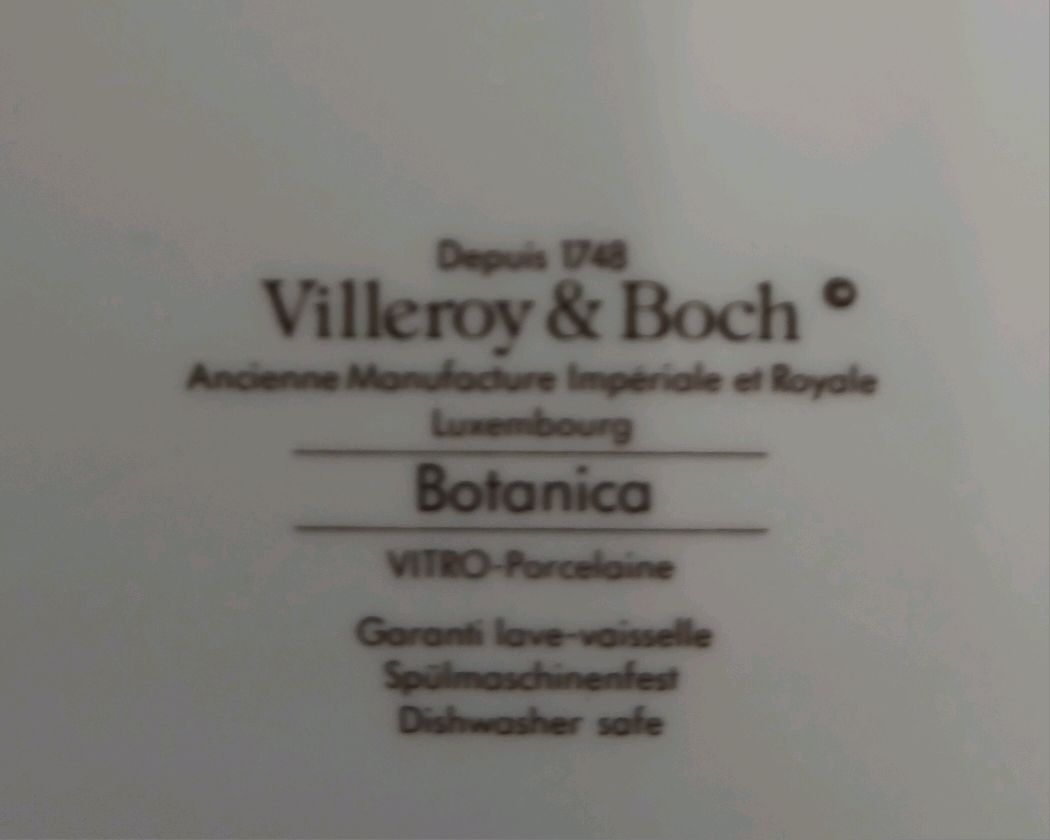 Depuis 1748
Villeroy & Boch ©
Ancienne Manufacture Impériale et Royale
Luxembourg
Botanica
VITRO-Porcelaine
Garanti lave-vaisselle
Spülmaschinenfest
Dishwasher safe